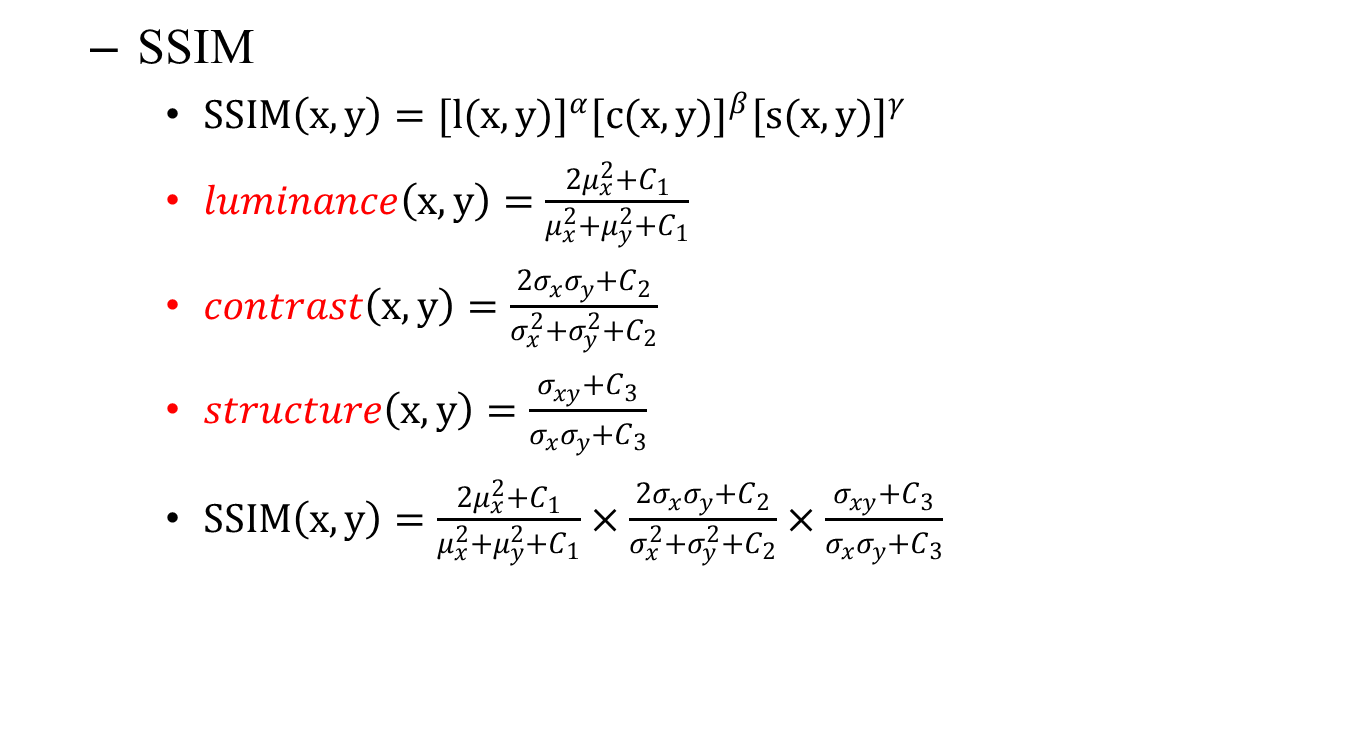 – SSIM
• SSIM(x, y) = [l(x, y)]^α[c(x, y)]^β[s(x, y)]^γ
• luminance(x, y) = (2μ_x^2+C_1)/(μ_x^2+μ_y^2+C_1)
• contrast(x, y) = (2σ_xσ_y+C_2)/(σ_x^2+σ_y^2+C_2)
• structure(x, y) = (σ_xy+C_3)/(σ_xσ_y+C_3)
• SSIM(x, y) = (2μ_x^2+C_1)/(μ_x^2+μ_y^2+C_1) × (2σ_xσ_y+C_2)/(σ_x^2+σ_y^2+C_2) × (σ_xy+C_3)/(σ_xσ_y+C_3)